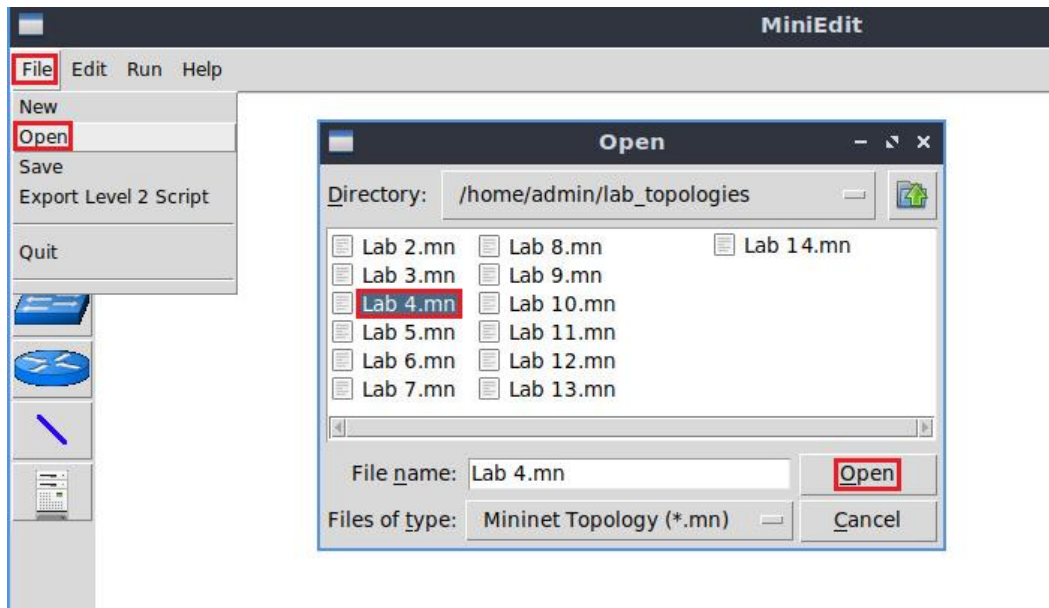 MiniEdit
File Edit Run Help
New
Open
Save
Export Level 2 Script
Quit
Open
Directory: /home/admin/lab_topologies
Lab 2.mn Lab 8.mn Lab 14.mn
Lab 3.mn Lab 9.mn
Lab 4.mn Lab 10.mn
Lab 5.mn Lab 11.mn
Lab 6.mn Lab 12.mn
Lab 7.mn Lab 13.mn
File name: Lab 4.mn Open
Files of type: Mininet Topology (*.mn) Cancel